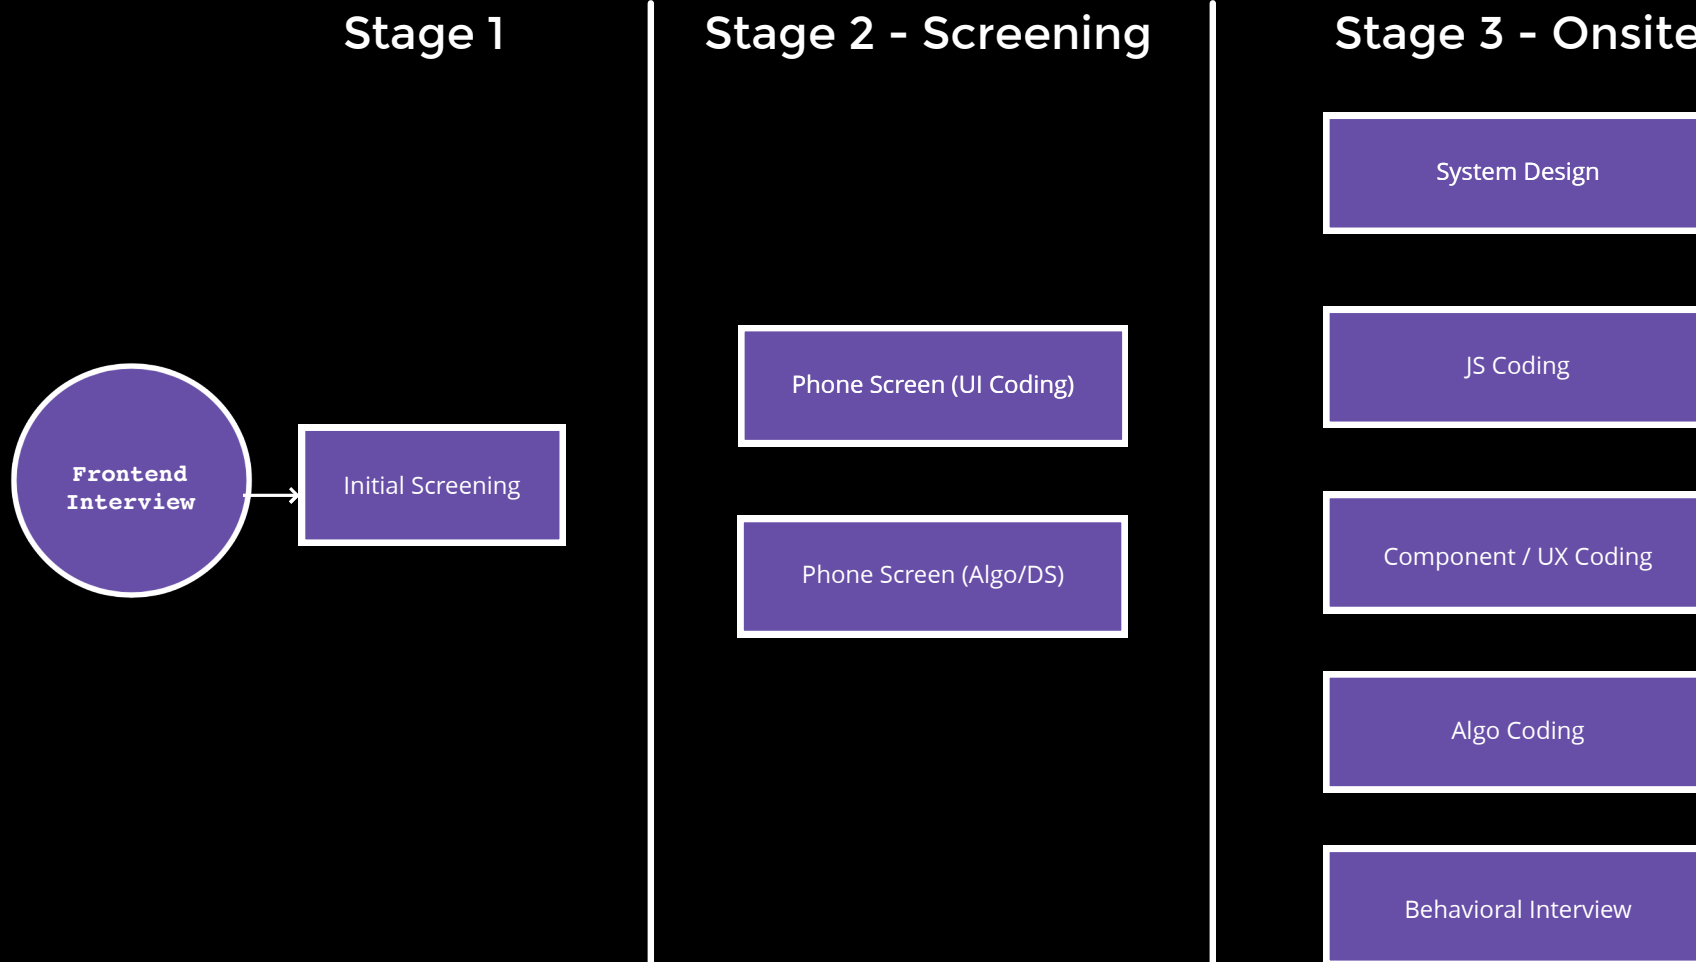 Stage 1
Stage 2 - Screening
Stage 3 - Onsite
Frontend
Interview
Initial Screening
Phone Screen (UI Coding)
Phone Screen (Algo/DS)
System Design
JS Coding
Component / UX Coding
Algo Coding
Behavioral Interview